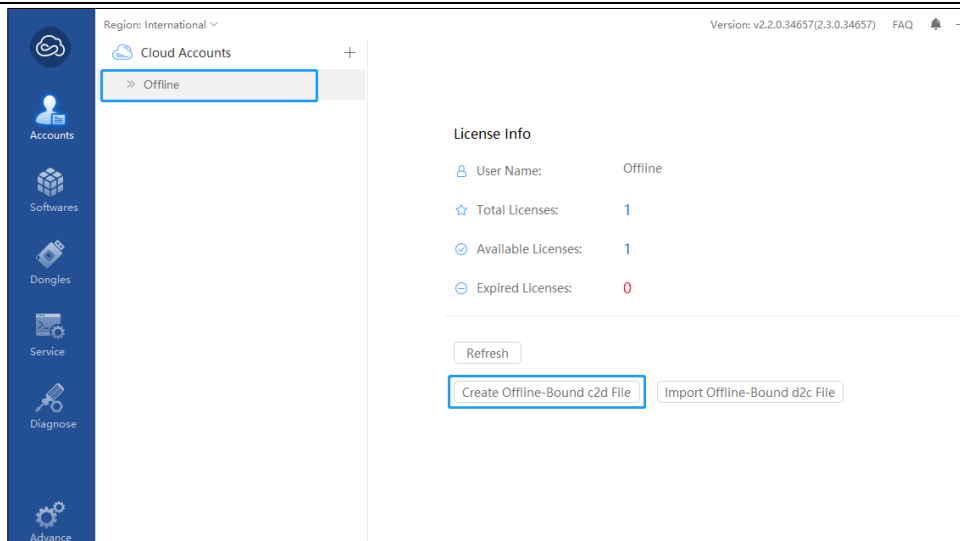 Region: International
Version: v2.2.0.34657(2.3.0.34657) FAQ
Cloud Accounts
Offline
Accounts
Softwares
Dongles
Service
Diagnose
Advance
License Info
User Name: Offline
Total Licenses: 1
Available Licenses: 1
Expired Licenses: 0
Refresh
Create Offline-Bound c2d File Import Offline-Bound d2c File